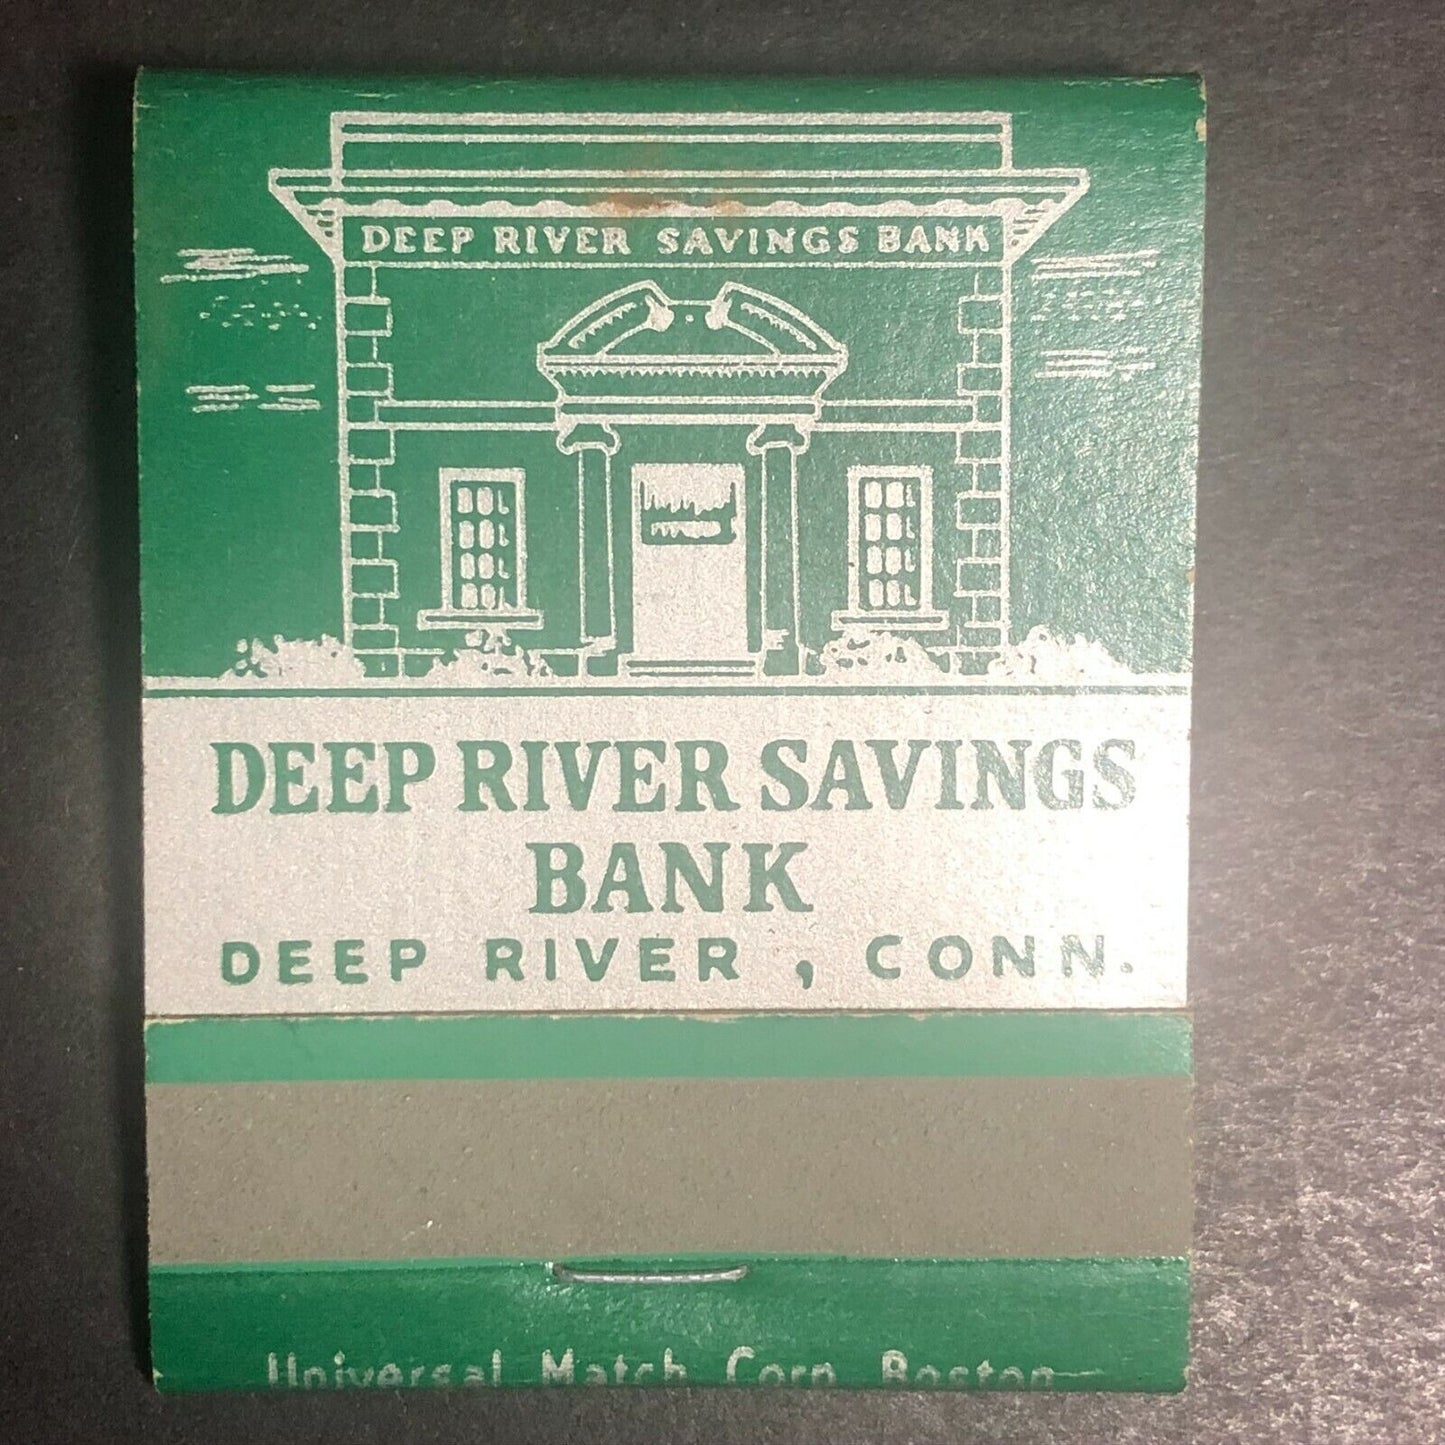 DEEP RIVER SAVINGS BANK
DEEP RIVER SAVINGS
BANK
DEEP RIVER, CONN.
Universal Match Corp Boston